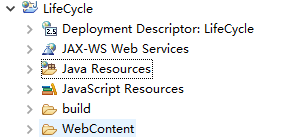 LifeCycle
Deployment Descriptor: LifeCycle
JAX-WS Web Services
Java Resources
JavaScript Resources
build
WebContent